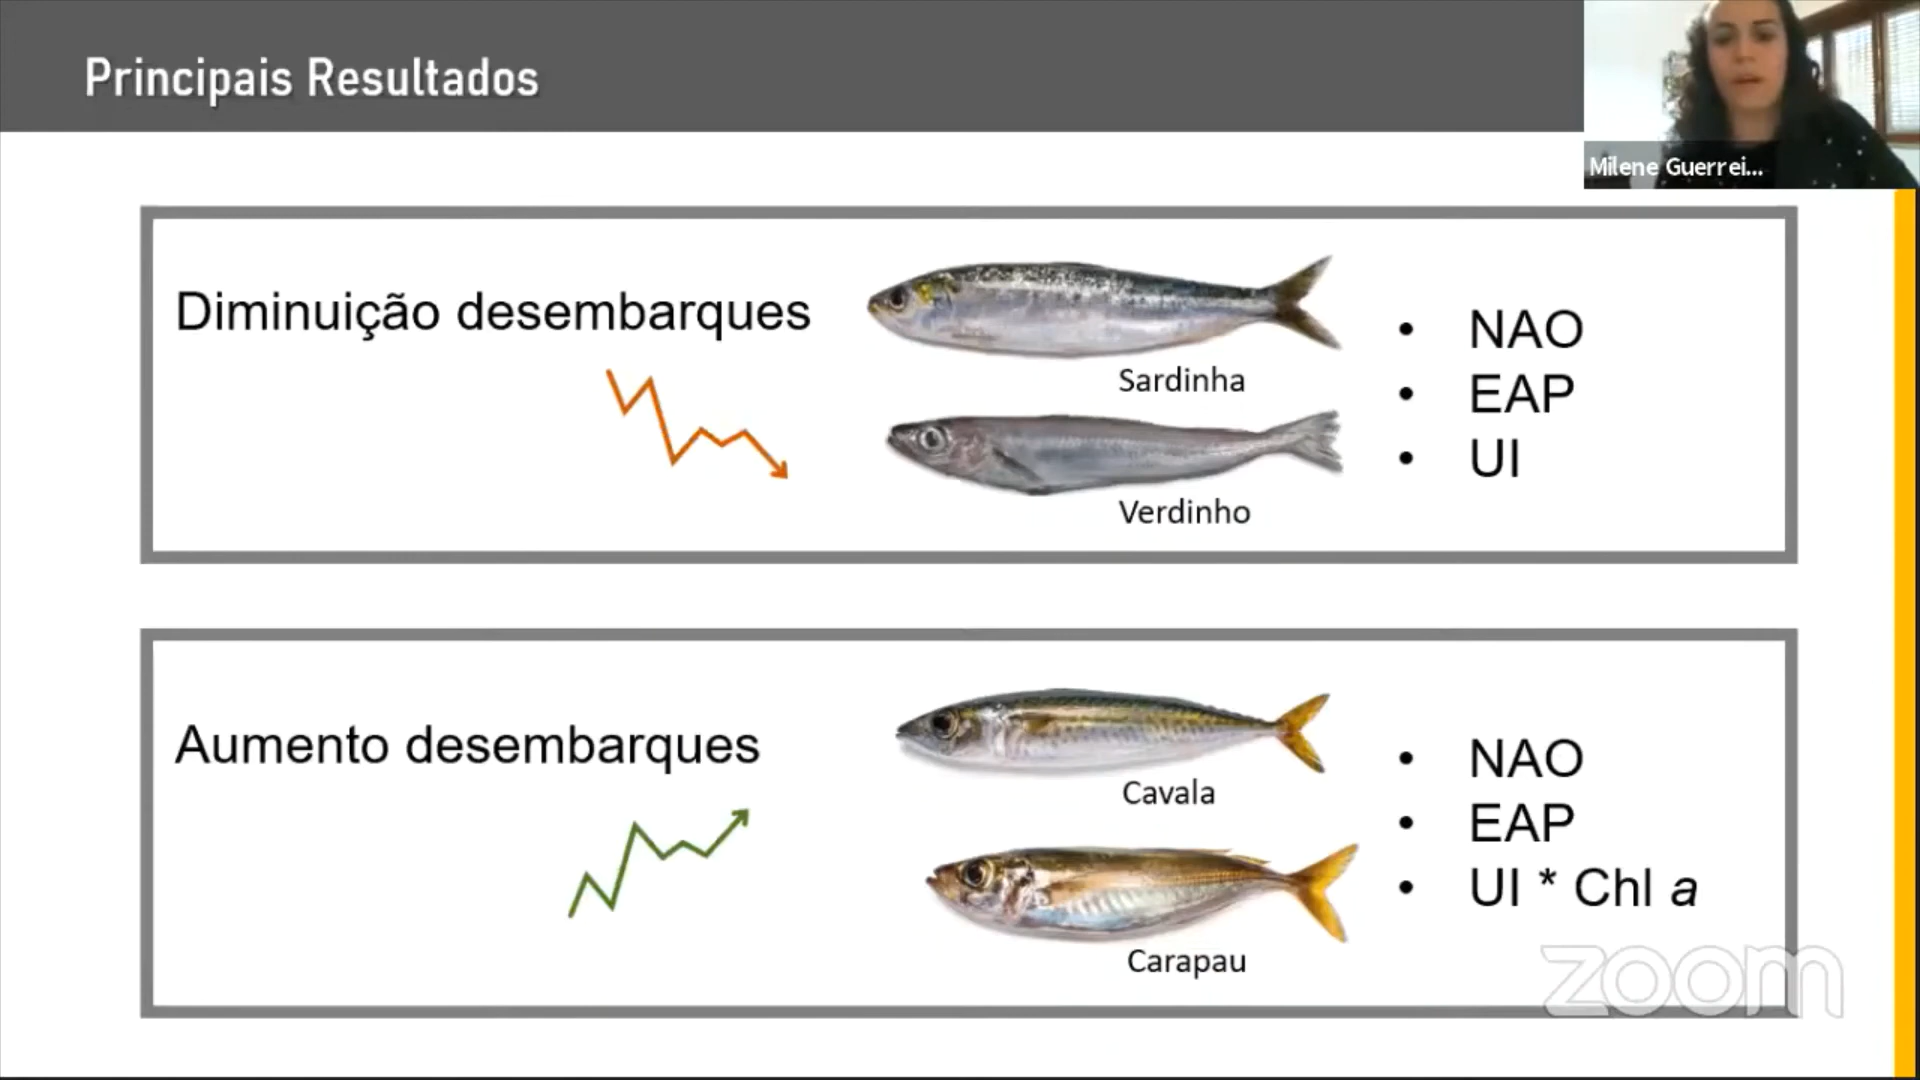 Principais Resultados
Milene Guerrei...
Diminuição desembarques
Sardinha
Verdinho
• NAO
• EAP
• UI
Aumento desembarques
Cavala
Carapau
• NAO
• EAP
• UI * Chl a
zoom